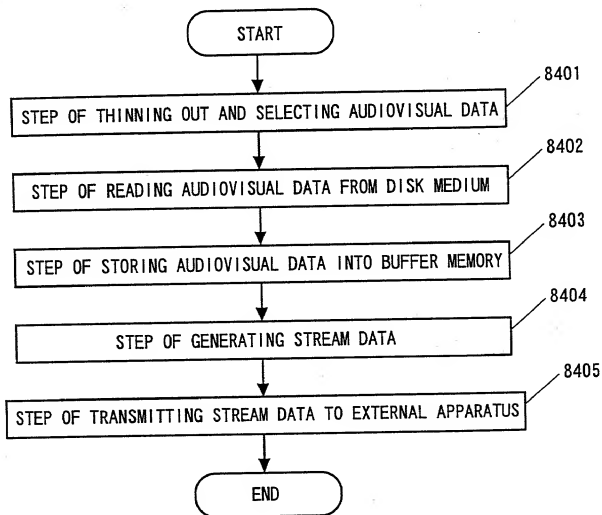 START
8401
STEP OF THINNING OUT AND SELECTING AUDIOVISUAL DATA
8402
STEP OF READING AUDIOVISUAL DATA FROM DISK MEDIUM
8403
STEP OF STORING AUDIOVISUAL DATA INTO BUFFER MEMORY
8404
STEP OF GENERATING STREAM DATA
8405
STEP OF TRANSMITTING STREAM DATA TO EXTERNAL APPARATUS
END